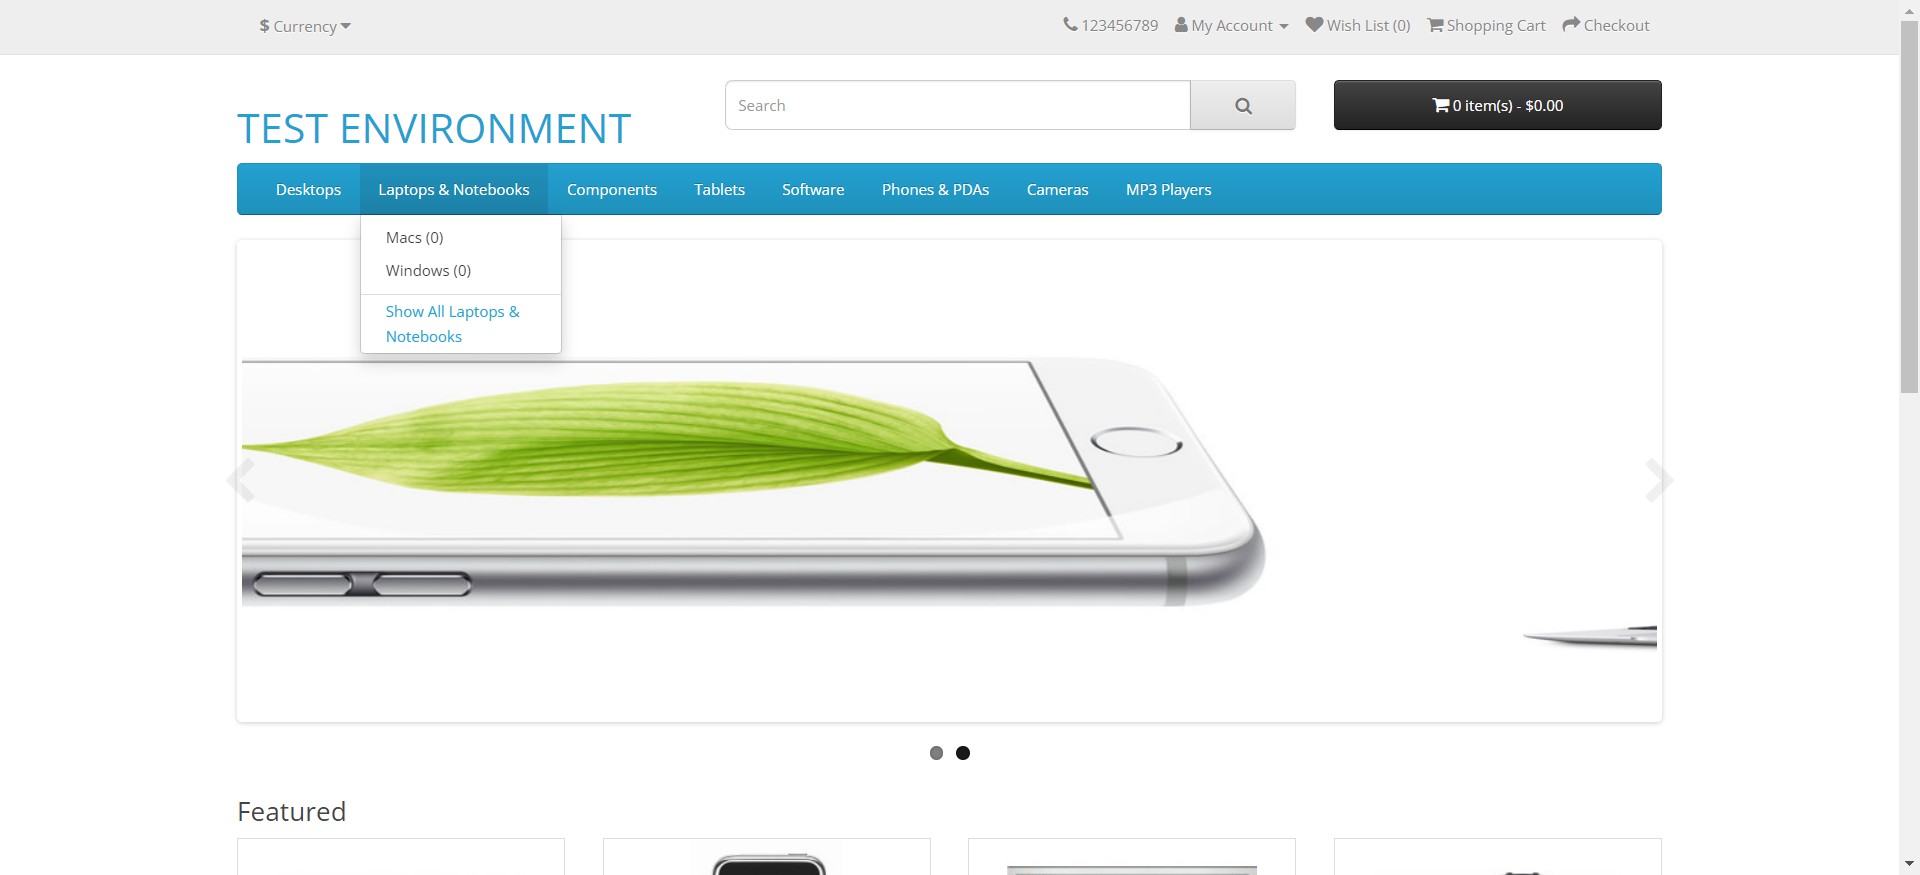 $ Currency
123456789 My Account Wish List (0) Shopping Cart Checkout
Search
0 item(s) - $0.00
TEST ENVIRONMENT
Desktops Laptops & Notebooks Components Tablets Software Phones & PDAs Cameras MP3 Players
Macs (0)
Windows (0)
Show All Laptops &
Notebooks
Featured